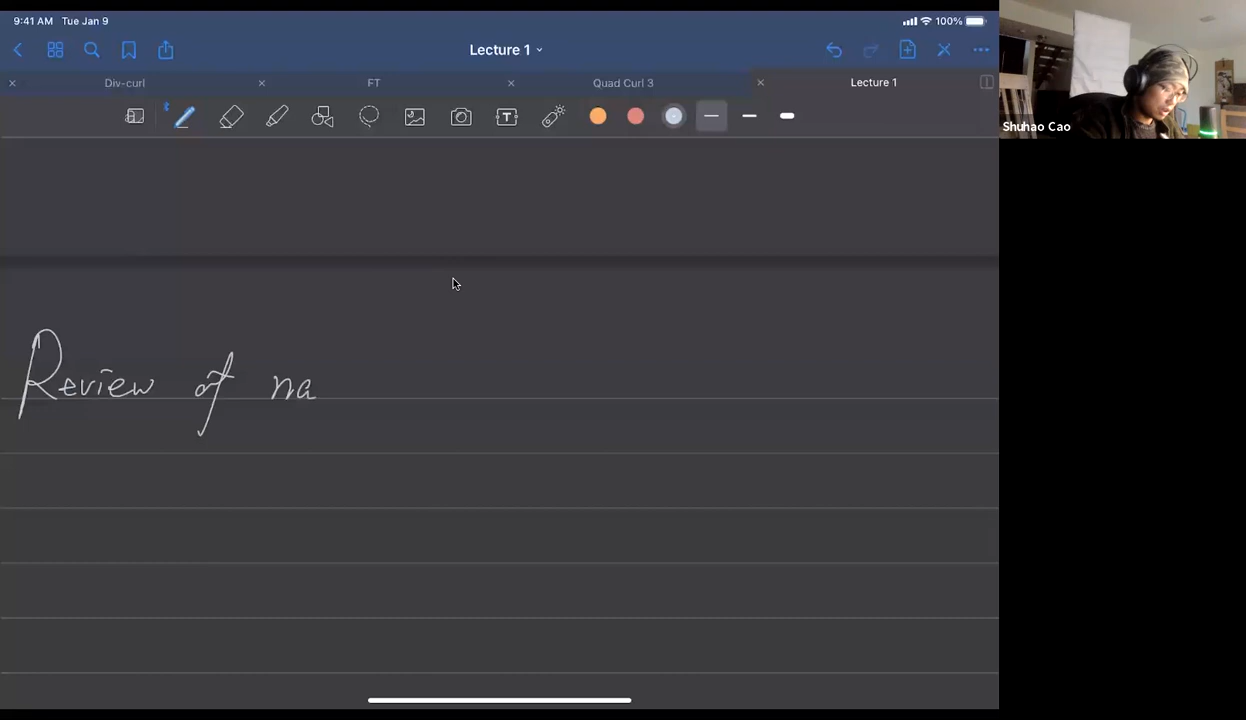 9:41 AM Tue Jan 9
100%
Lecture 1
Div-curl
FT
Quad Curl 3
Lecture 1
T
Shuhao Cao
Review of na